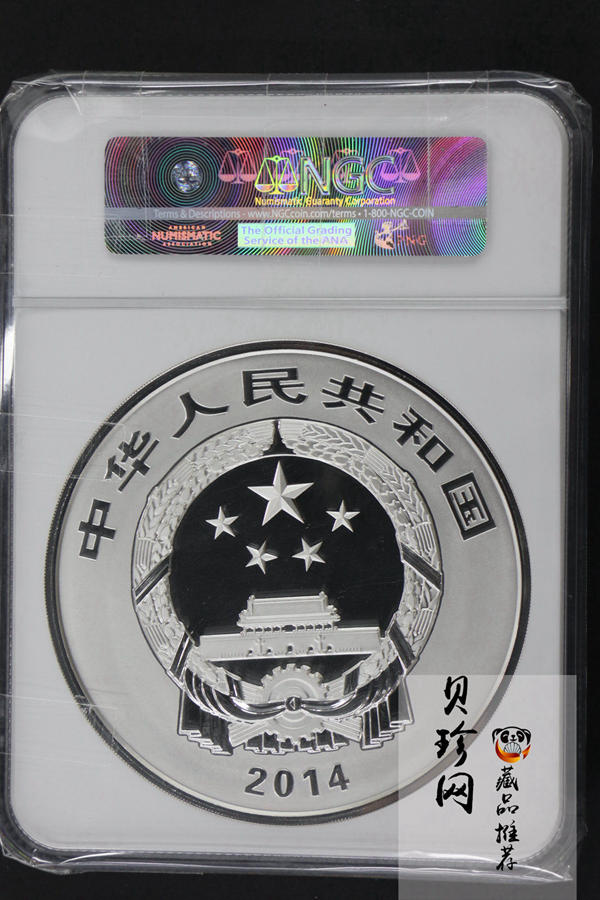 NGC
Numismatic Guaranty Corporation
Terms & Descriptions - www.NGCcoin.com/terms • 1-800-NGC-COIN
AMERICAN
NUMISMATIC
ASSOCIATION
The Official Grading
Service of the ANA
PNG
中华人民共和国
2014
贝珍网
藏品推荐